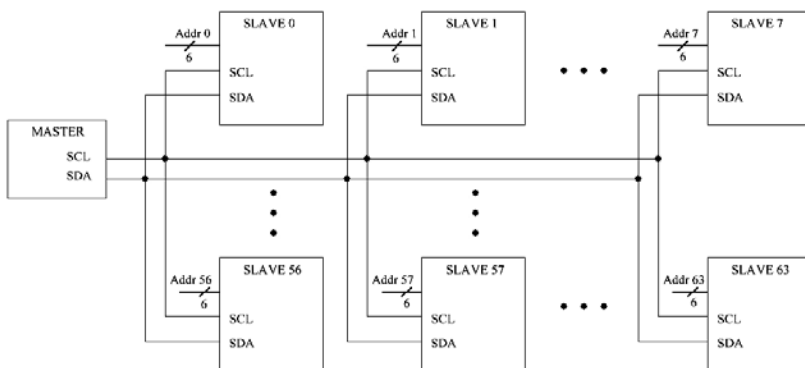 SLAVE 0
Addr 0
6
SCL
SDA
SLAVE 1
Addr 1
6
SCL
SDA
SLAVE 7
Addr 7
6
SCL
SDA
MASTER
SCL
SDA
SLAVE 56
Addr 56
6
SCL
SDA
SLAVE 57
Addr 57
6
SCL
SDA
SLAVE 63
Addr 63
6
SCL
SDA